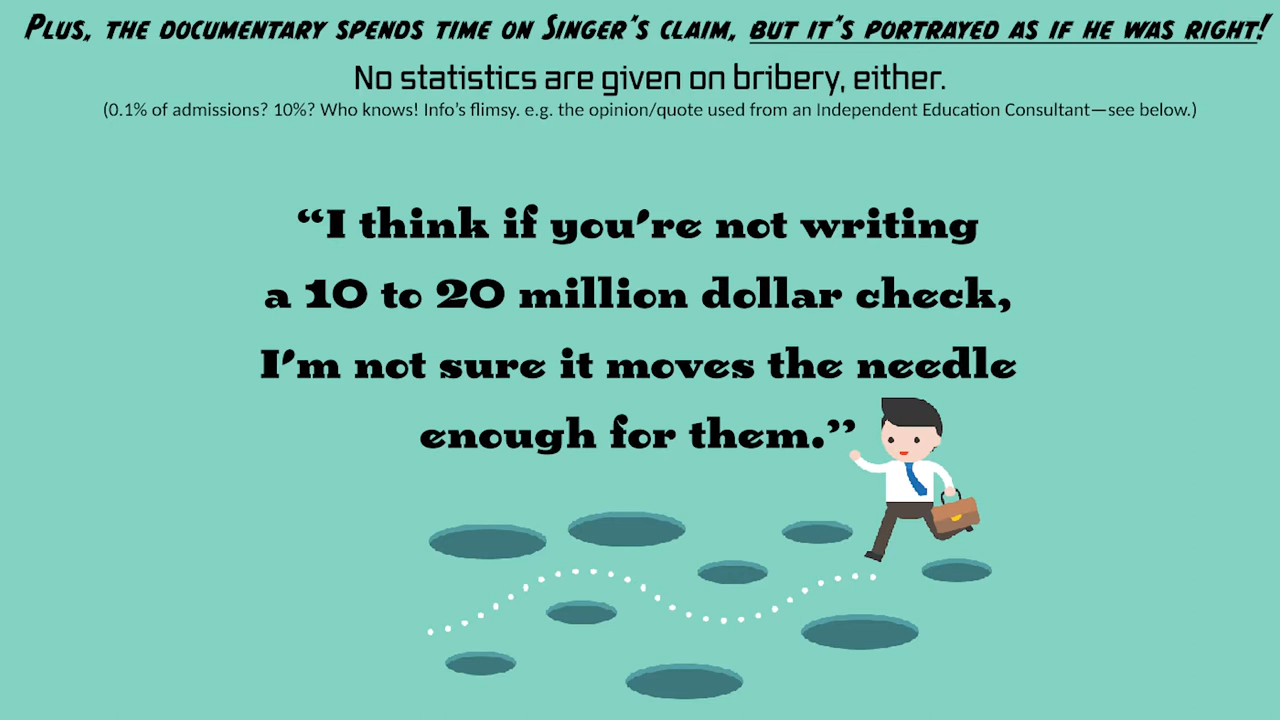 Plus, the documentary spends time on Singer's claim, but it's portrayed as if he was right!
No statistics are given on bribery, either.
(0.1% of admissions? 10%? Who knows! Info's flimsy. e.g. the opinion/quote used from an Independent Education Consultant—see below.)
“I think if you're not writing
a 10 to 20 million dollar check,
I'm not sure it moves the needle
enough for them.”